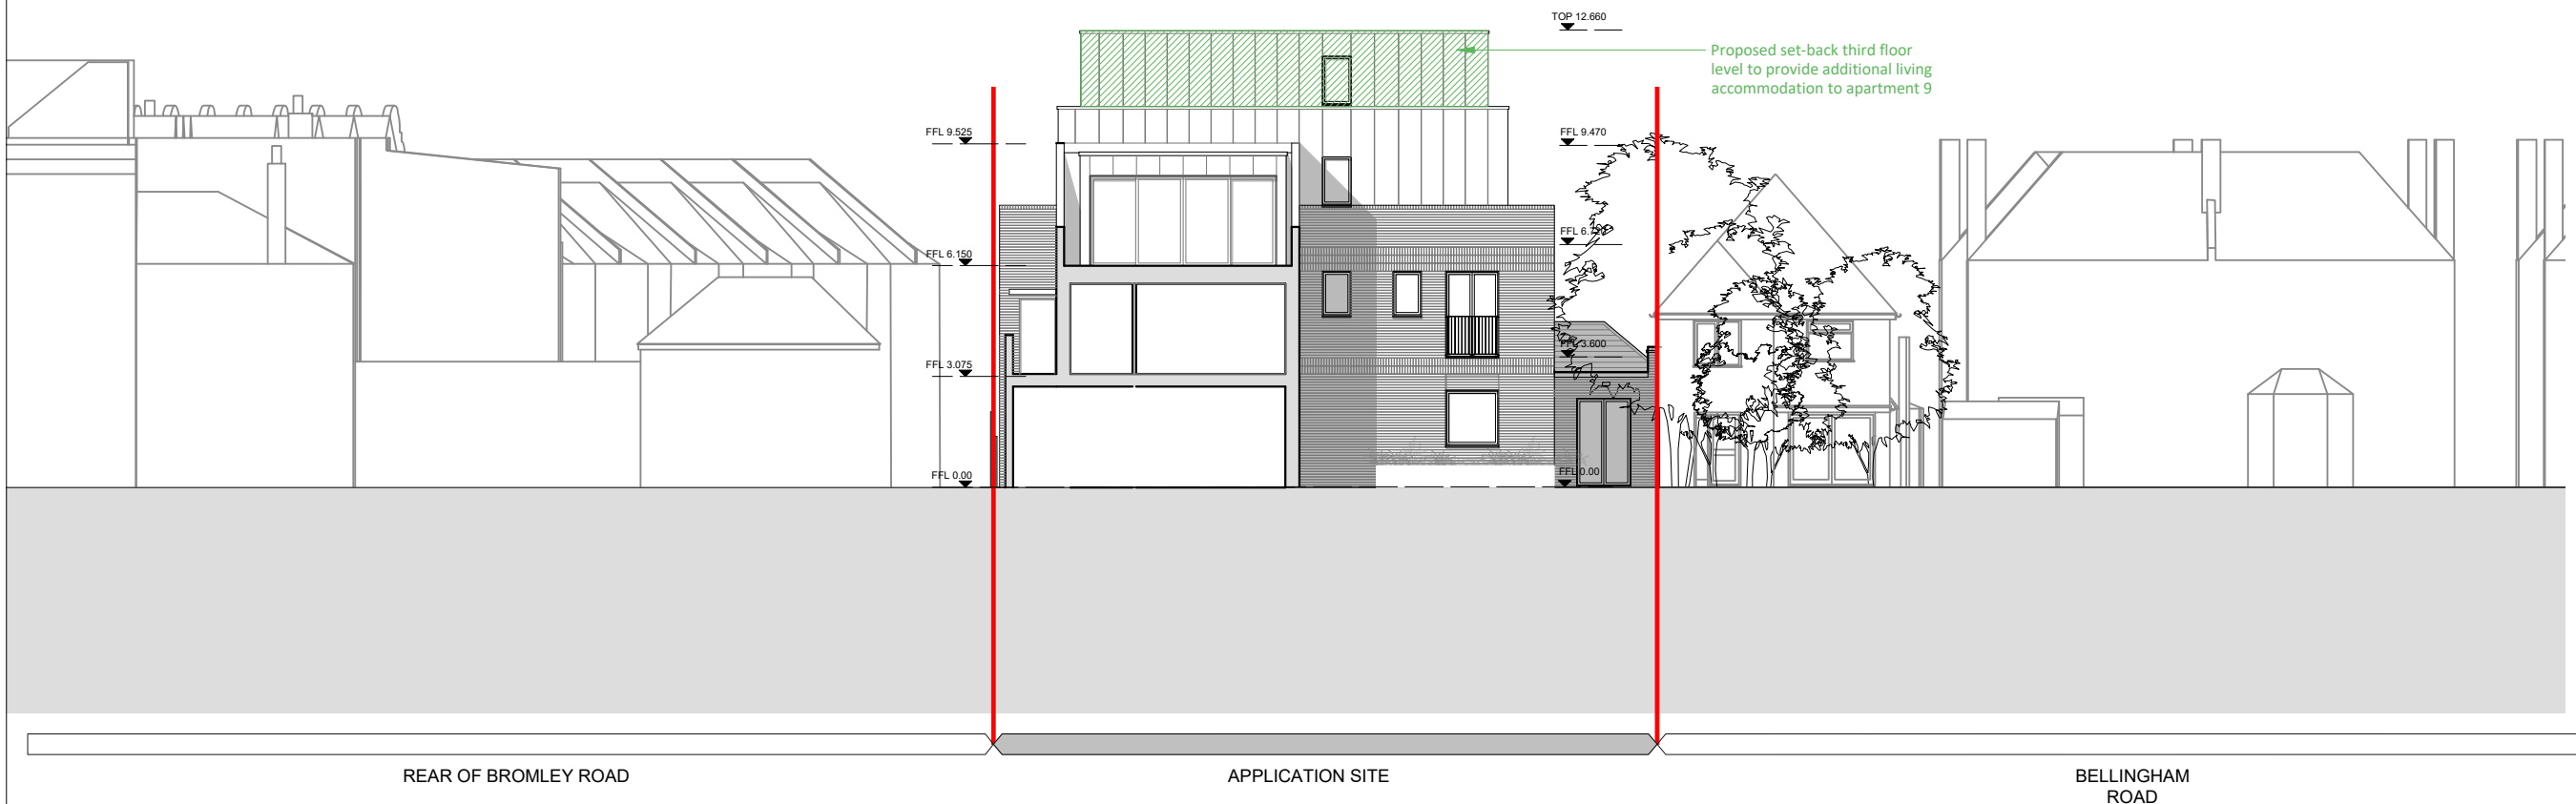 TOP 12.660
Proposed set-back third floor
level to provide additional living
accommodation to apartment 9
FFL 9.525
FFL 9.470
FFL 6.150
FFL 3.075
FFL 3.600
FFL 0.00
FFL 0.00
REAR OF BROMLEY ROAD
APPLICATION SITE
BELLINGHAM
ROAD